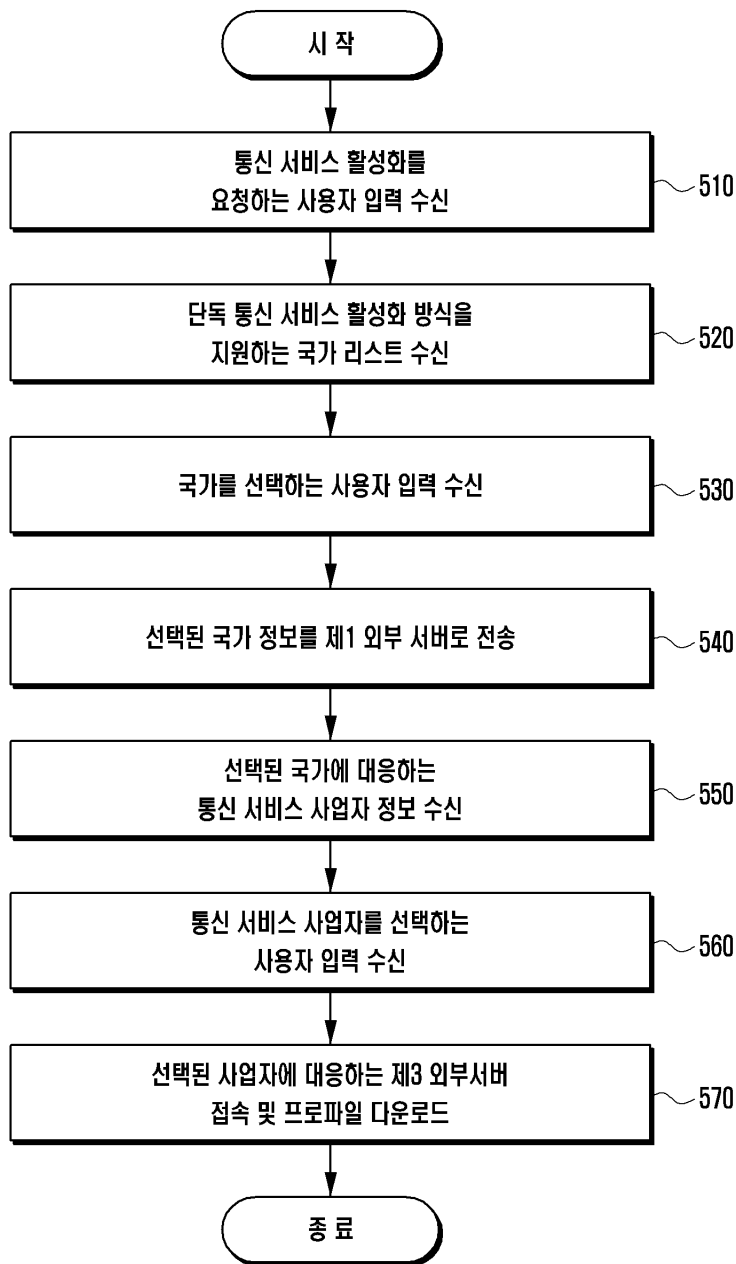 시 작
통신 서비스 활성화를
요청하는 사용자 입력 수신
510
단독 통신 서비스 활성화 방식을
지원하는 국가 리스트 수신
520
국가를 선택하는 사용자 입력 수신
530
선택된 국가 정보를 제1 외부 서버로 전송
540
선택된 국가에 대응하는
통신 서비스 사업자 정보 수신
550
통신 서비스 사업자를 선택하는
사용자 입력 수신
560
선택된 사업자에 대응하는 제3 외부서버
접속 및 프로파일 다운로드
570
종 료